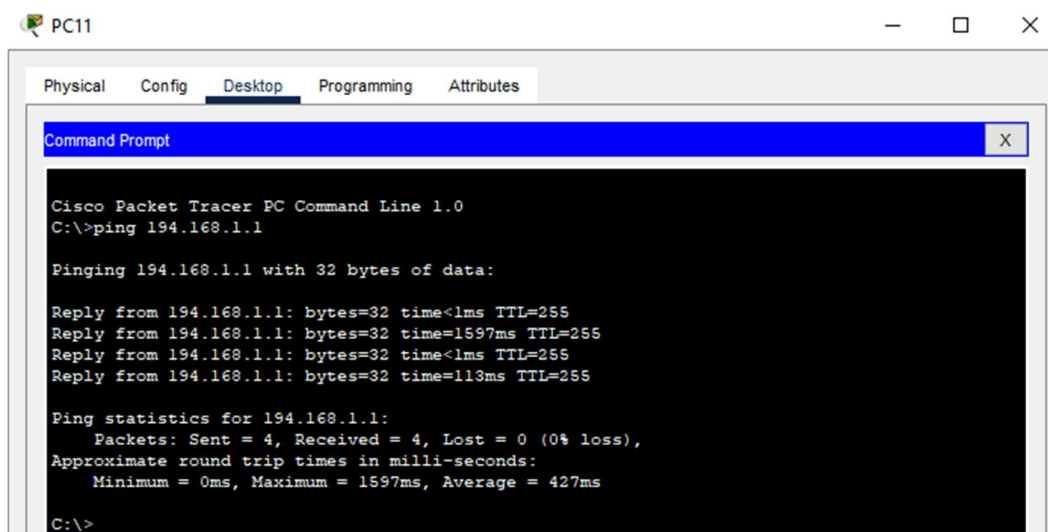 PC11
Physical Config Desktop Programming Attributes
Command Prompt X
Cisco Packet Tracer PC Command Line 1.0
C:\>ping 194.168.1.1
Pinging 194.168.1.1 with 32 bytes of data:
Reply from 194.168.1.1: bytes=32 time<1ms TTL=255
Reply from 194.168.1.1: bytes=32 time=1597ms TTL=255
Reply from 194.168.1.1: bytes=32 time<1ms TTL=255
Reply from 194.168.1.1: bytes=32 time=113ms TTL=255
Ping statistics for 194.168.1.1:
Packets: Sent = 4, Received = 4, Lost = 0 (0% loss),
Approximate round trip times in milli-seconds:
Minimum = 0ms, Maximum = 1597ms, Average = 427ms
C:\>